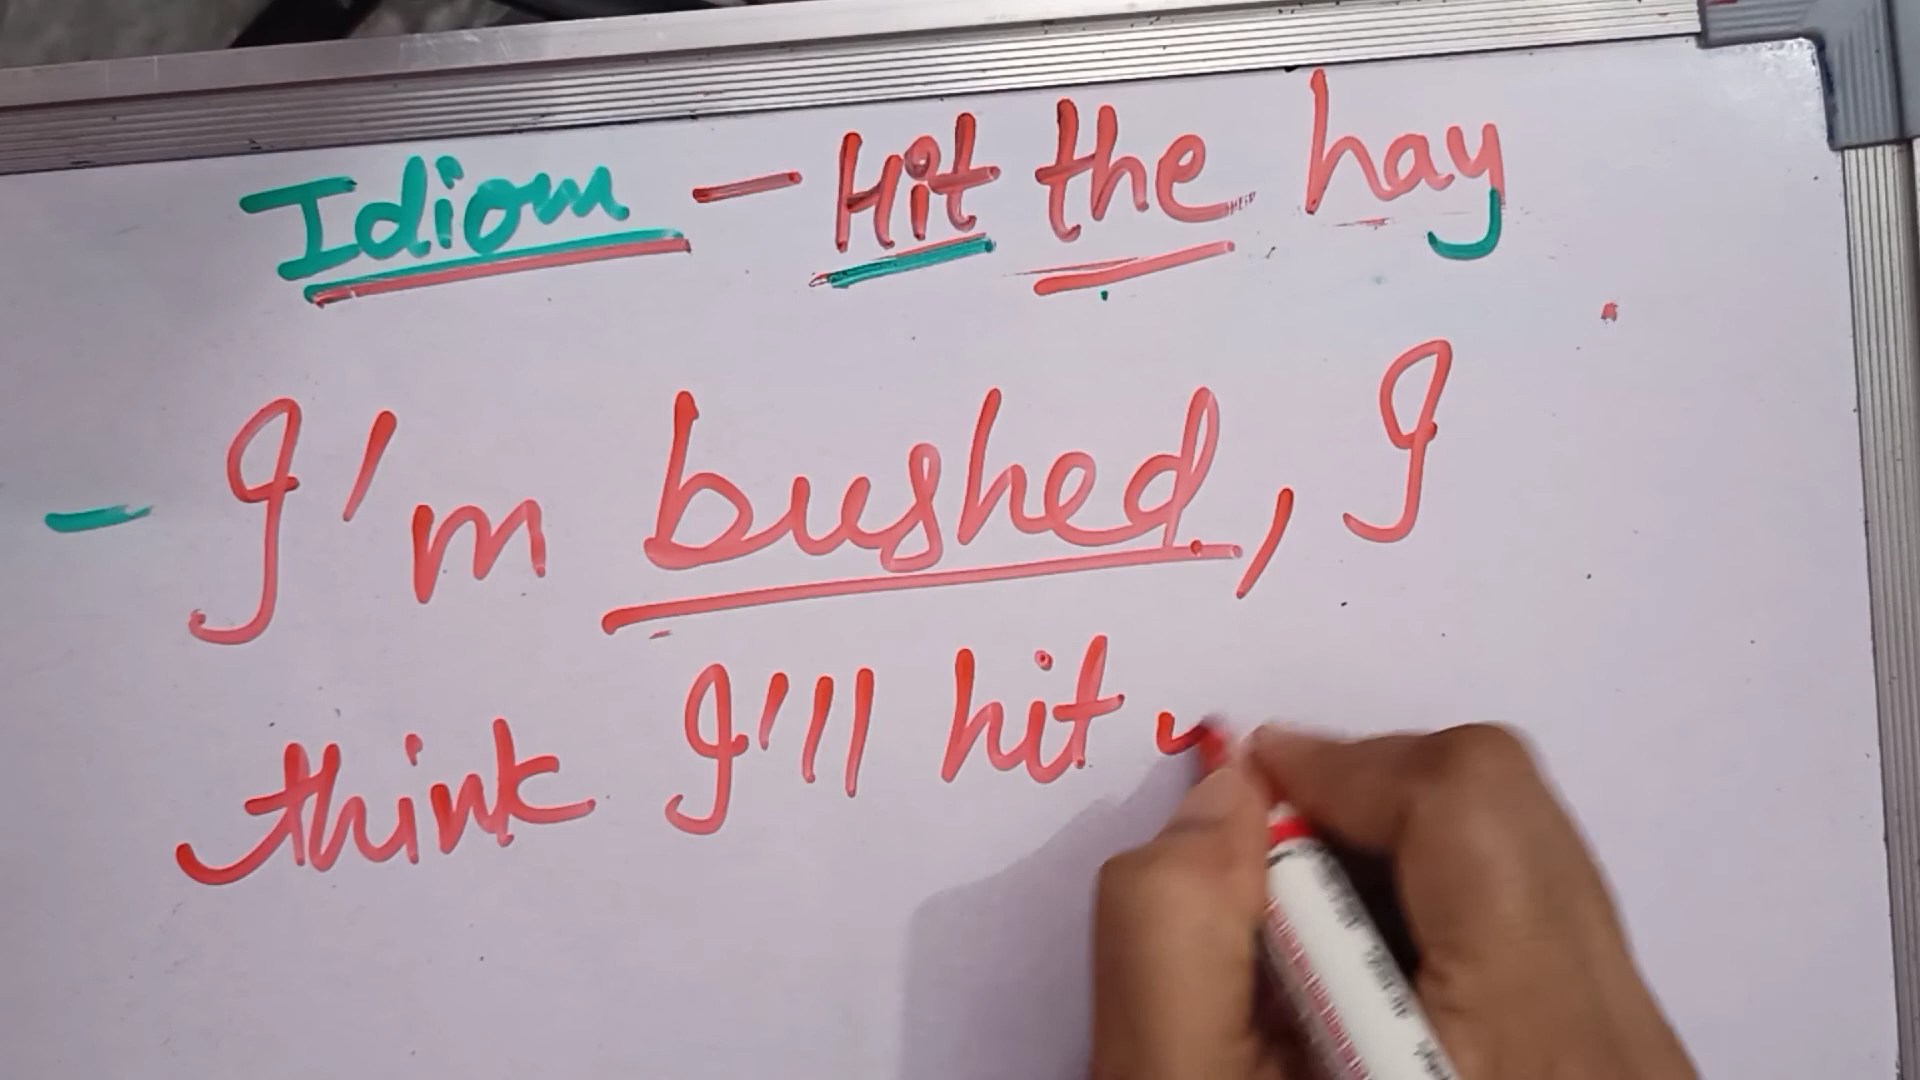 Idiom - Hit the hay
- I'm bushed, I
think I'll hit